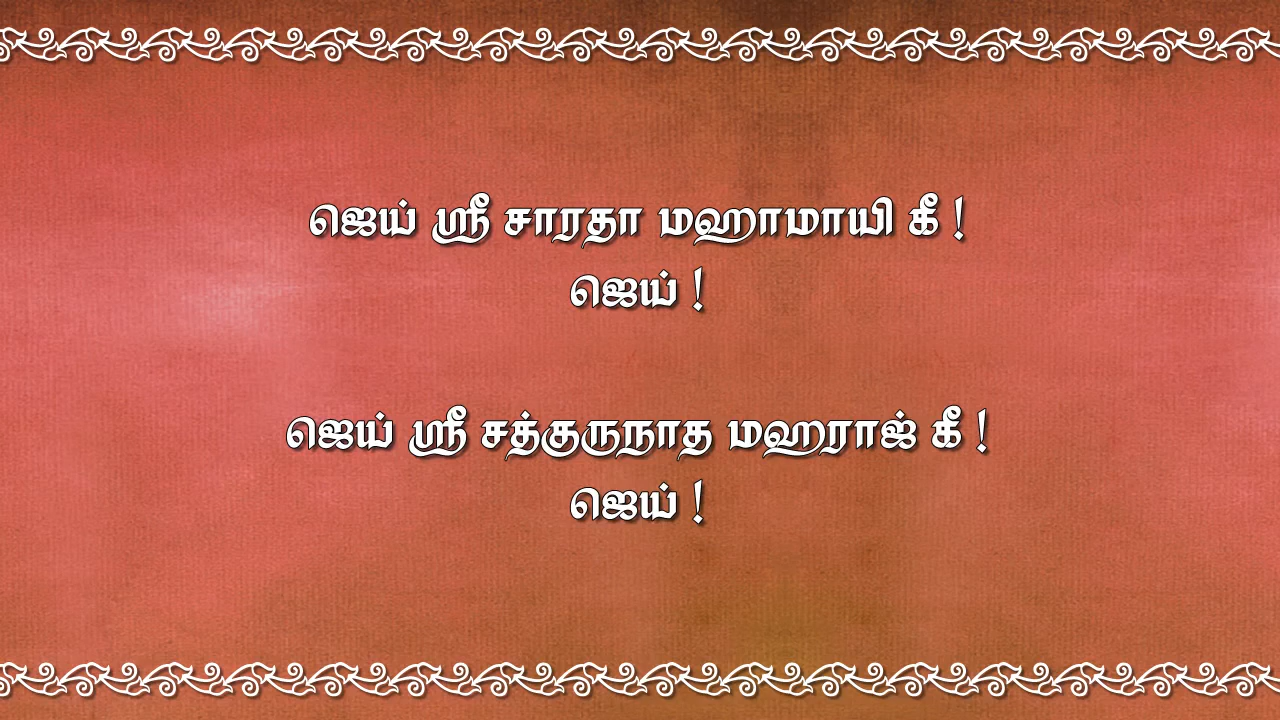 ஜெய் ஸ்ரீ சாரதா மஹாமாயி கீ !
ஜெய் !
ஜெய் ஸ்ரீ சத்குருநாத மஹராஜ் கீ !
ஜெய் !